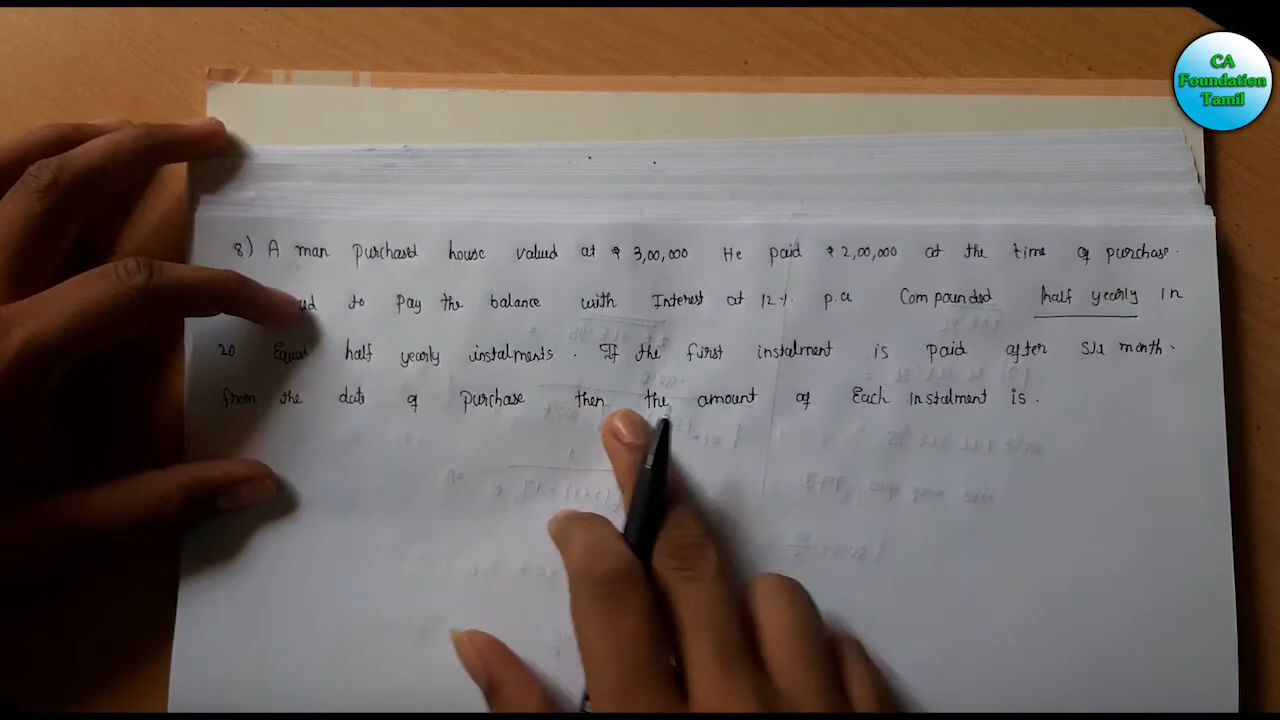 CA
Foundation
Tamil
8) A man purchased house valued at ₹ 3,00,000 He paid ₹ 2,00,000 at the time of purchase.
to pay the balance with Interest at 12% p.a Compounded half yearly in
20 Equal half yearly instalments. If the first instalment is paid after six month.
from the date of purchase then the amount of Each instalment is.